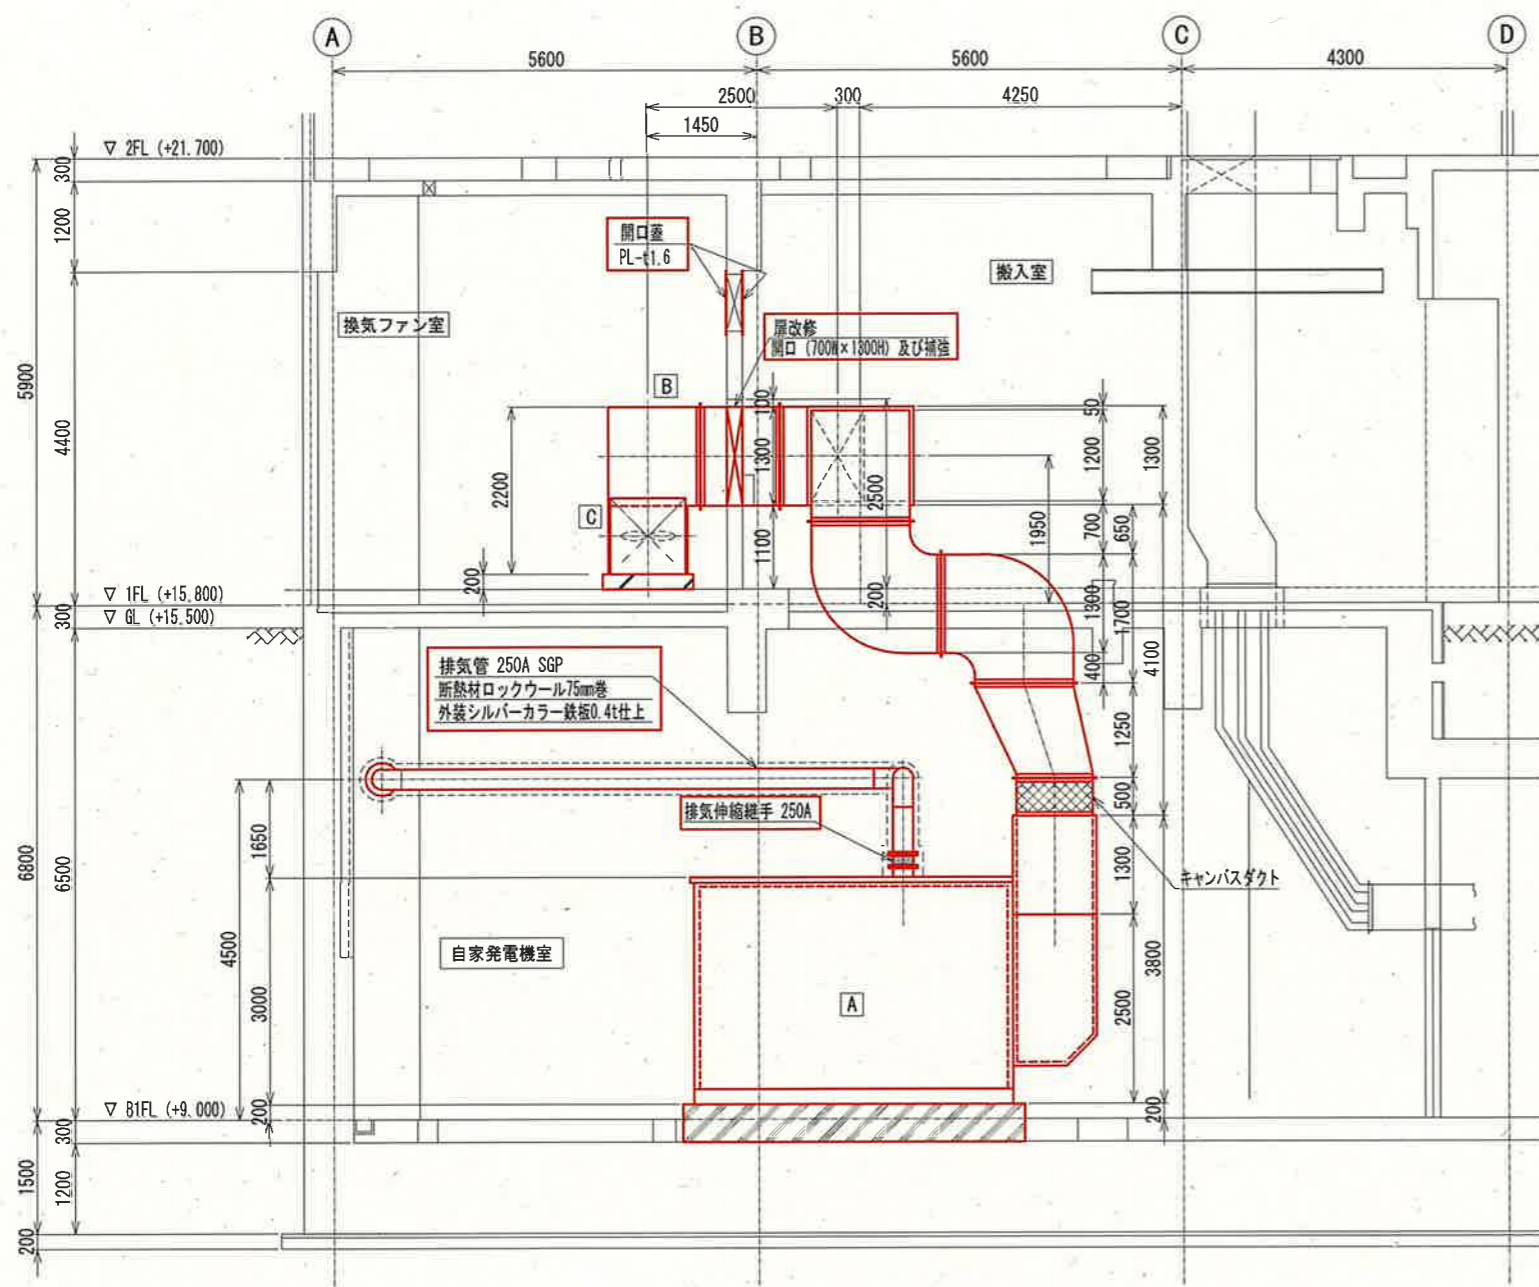 A
B
C
D
5600
5600
4300
2500
300
4250
1450
▽ 2FL (+21.700)
300
1200
5900
4400
開口蓋
PL-t1.6
搬入室
換気ファン室
扉改修
開口 (700W×1300H) 及び補強
B
100
50
1300
1200
1300
2200
2500
C
1950
700
650
1100
200
200
1300
1700
▽ 1FL (+15.800)
300
▽ GL (+15.500)
400
4100
排気管 250A SGP
断熱材ロックウール75mm巻
外装シルバーカラー鉄板0.4t仕上
1250
500
排気伸縮継手 250A
1650
1300
キャンバスダクト
6800
6500
4500
自家発電機室
3000
A
3800
2500
▽ B1FL (+9.000)
200
200
300
1500
1200
200